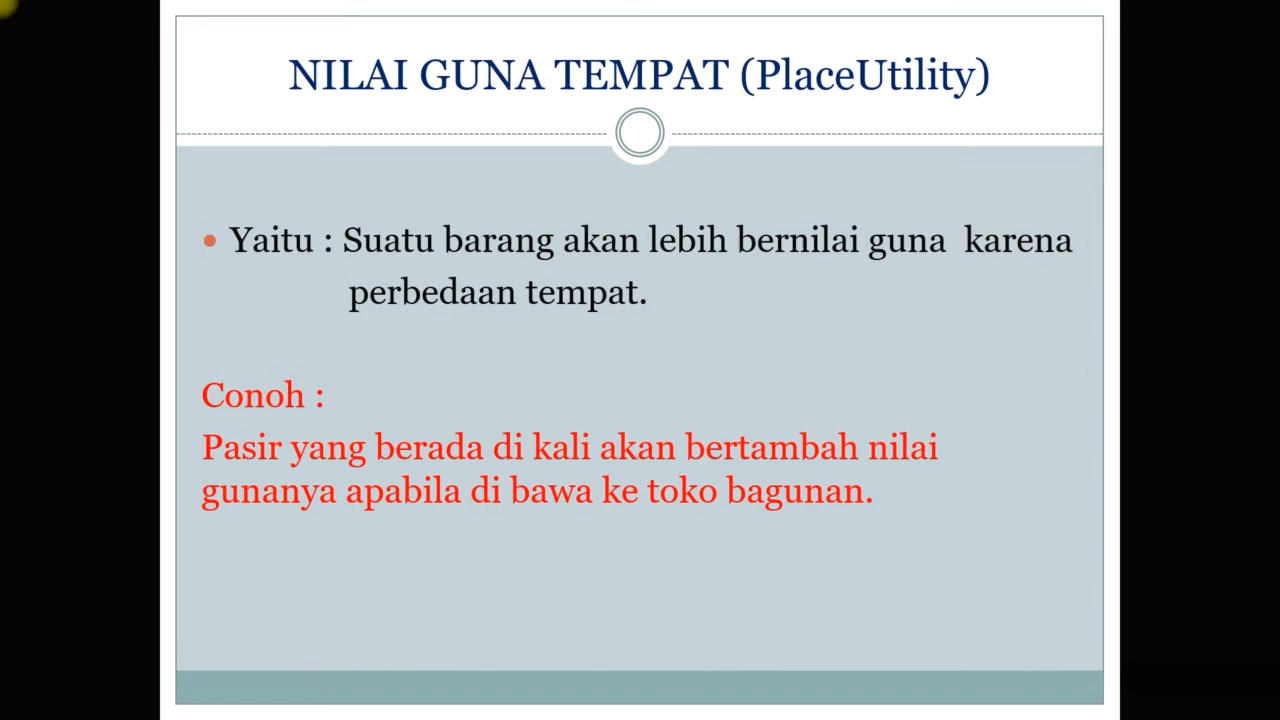 NILAI GUNA TEMPAT (PlaceUtility)
• Yaitu : Suatu barang akan lebih bernilai guna  karena
perbedaan tempat.
Conoh :
Pasir yang berada di kali akan bertambah nilai
gunanya apabila di bawa ke toko bagunan.